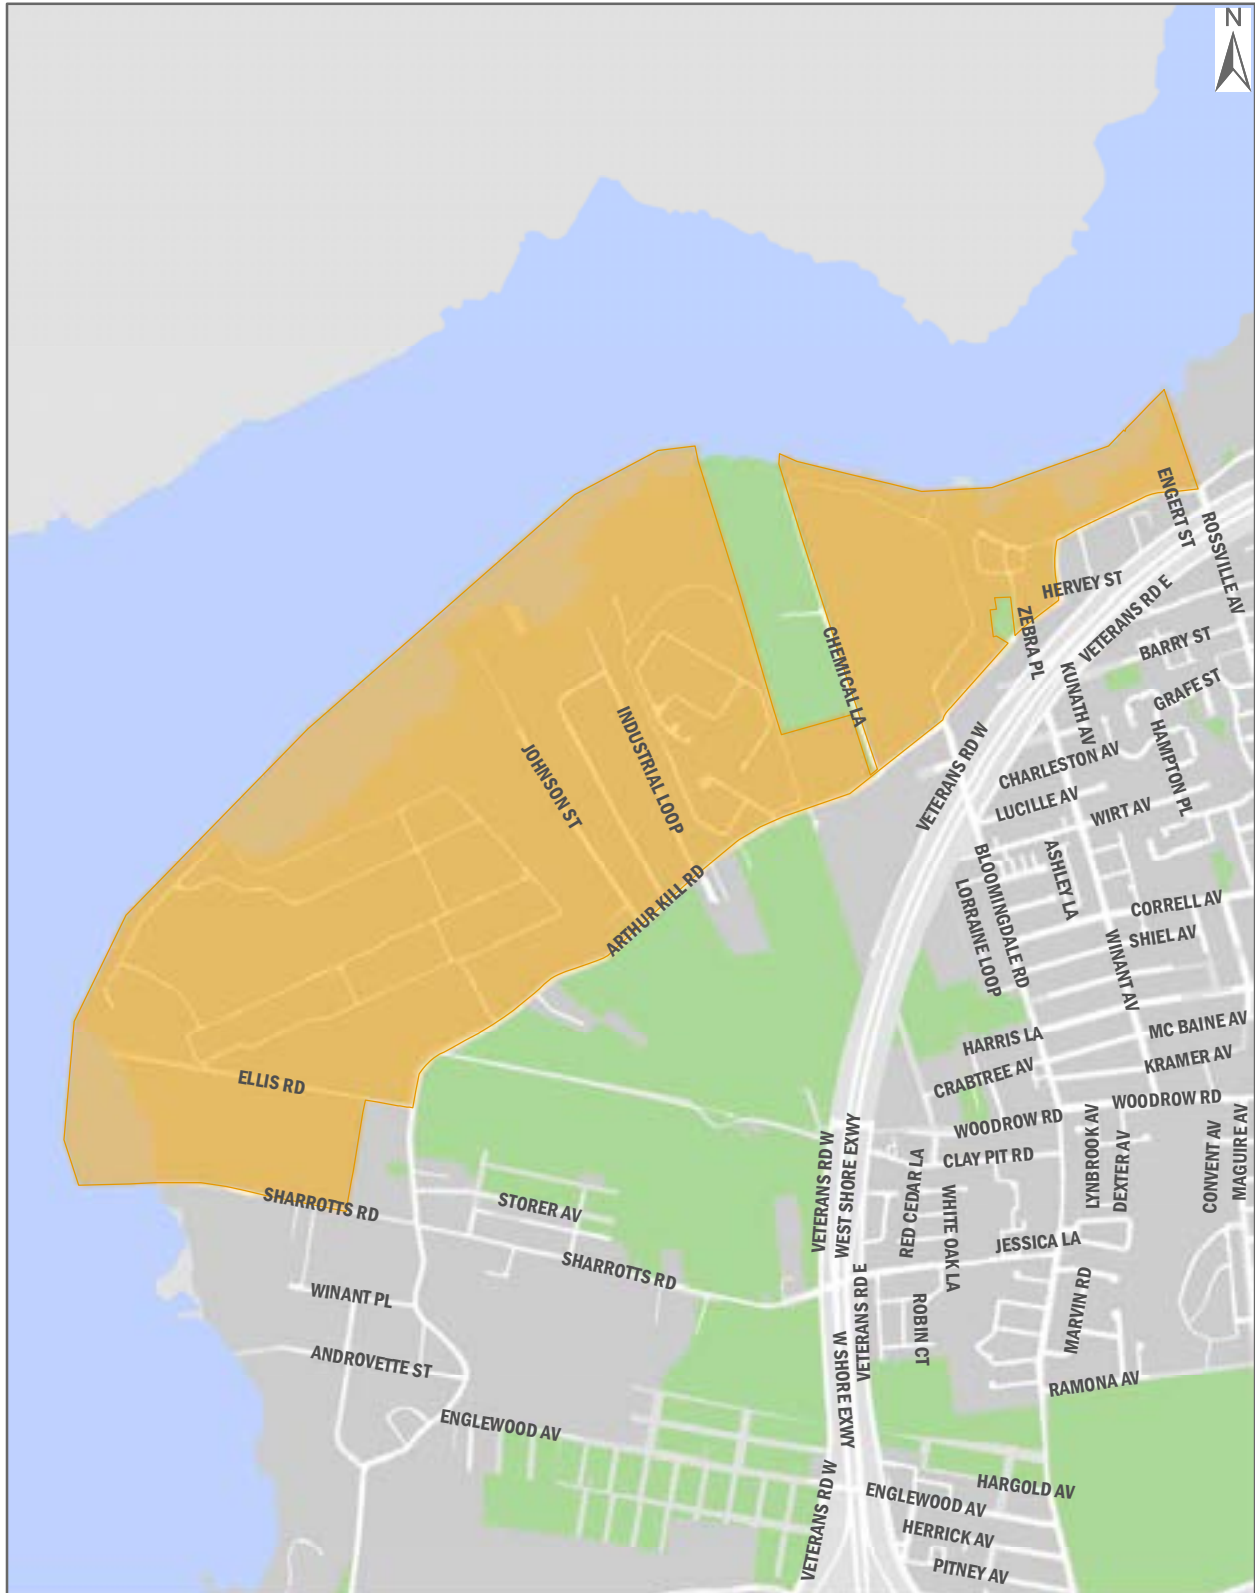 N
ENGERT ST
ROSSVILLE AV
HERVEY ST
VETERANS RD E
ZEBRA PL
BARRY ST
CHEMICAL LA
KUNATH AV
GRAFE ST
INDUSTRIAL LOOP
JOHNSON ST
VETERANS RD W
CHARLESTON AV
HAMPTON PL
LUCILLE AV
WIRT AV
ARTHUR KILL RD
BLOOMINGDALE RD
ASHLEY LA
LORRAINE LOOP
CORRELL AV
SHIEL AV
WINANT AV
HARRIS LA
MC BAINE AV
KRAMER AV
CRABTREE AV
ELLIS RD
WOODROW RD
WOODROW RD
CLAY PIT RD
LYNBROOK AV
DEXTER AV
CONVENT AV
MAGUIRE AV
VETERANS RD W
WEST SHORE EXWY
RED CEDAR LA
WHITE OAK LA
SHARROTTS RD
STORER AV
JESSICA LA
SHARROTTS RD
WINANT PL
VETERANS RD E
ROBIN CT
MARVIN RD
ANDROVETTE ST
W SHORE EXWY
RAMONA AV
ENGLEWOOD AV
VETERANS RD W
HARGOLD AV
ENGLEWOOD AV
HERRICK AV
PITNEY AV